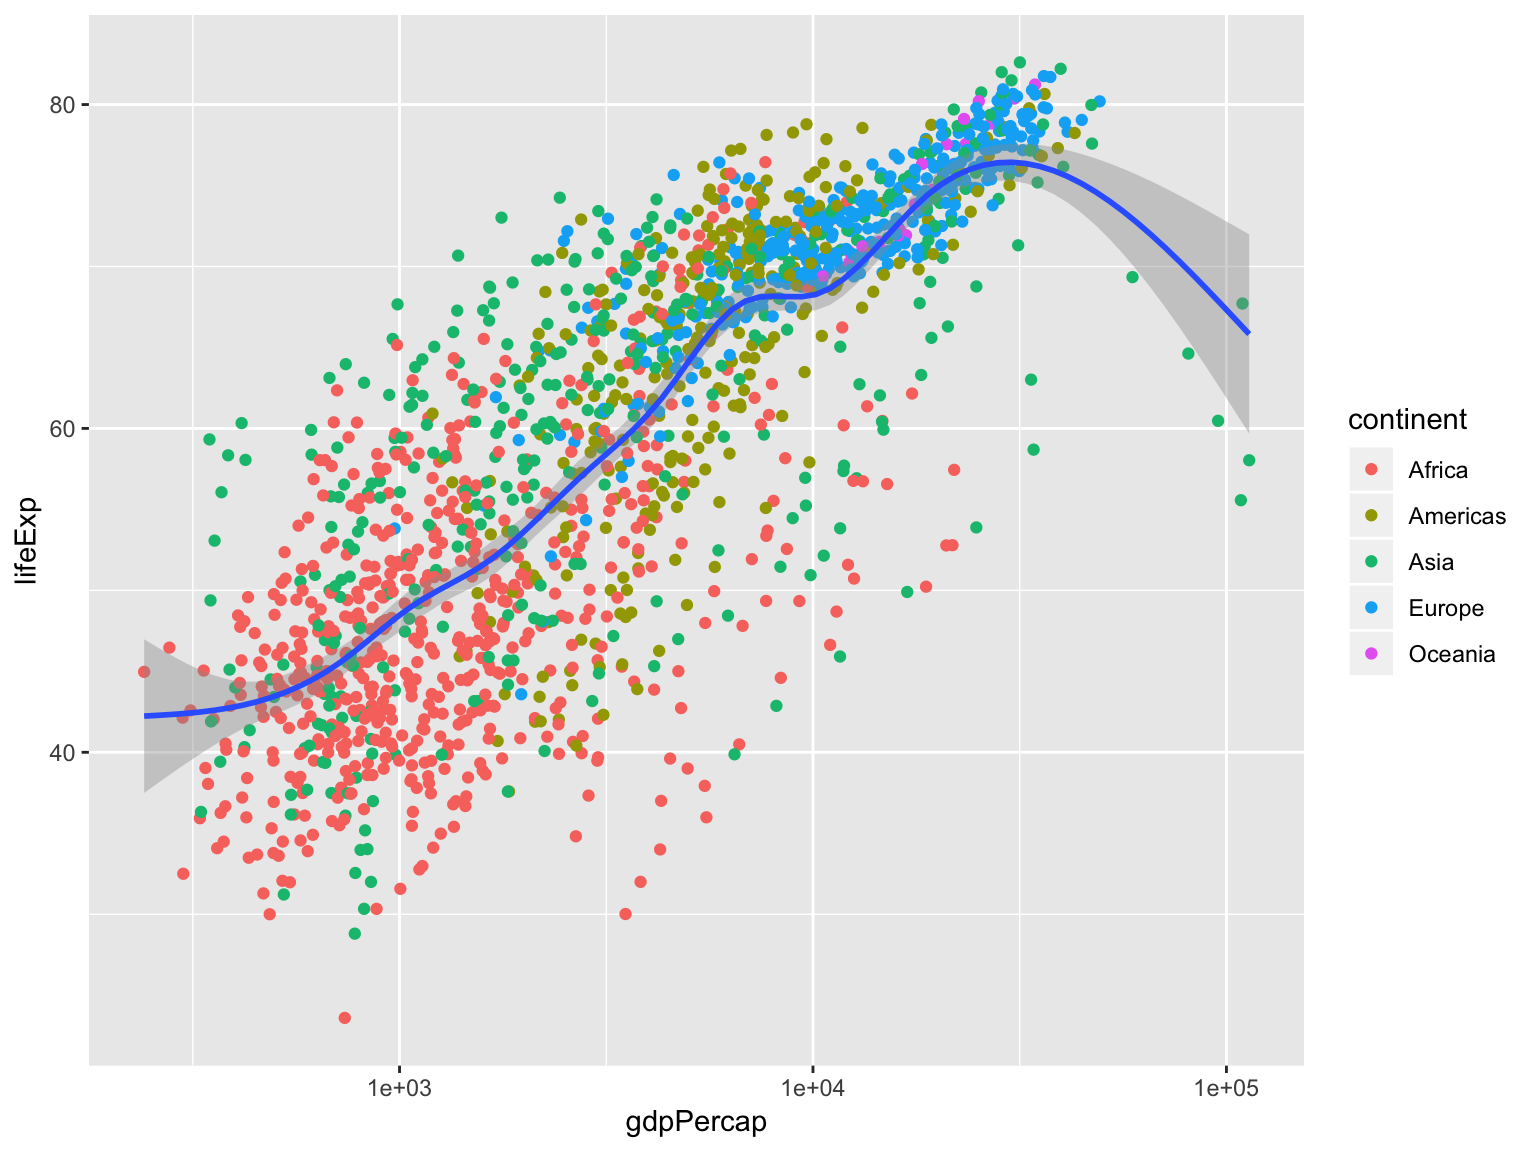 80
60
40
lifeExp
1e+03
1e+04
1e+05
gdpPercap
continent
Africa
Americas
Asia
Europe
Oceania